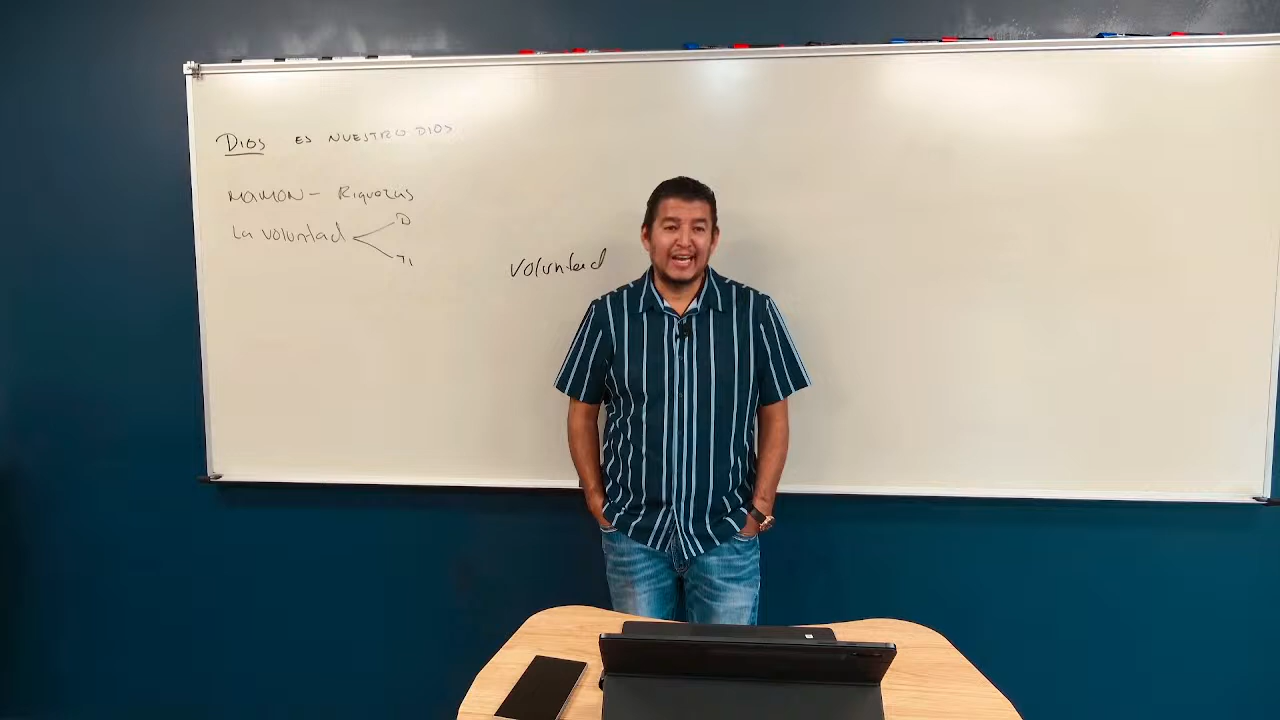 DIOS ES NUESTRO DIOS
MAMON - Riquezas
La voluntad
D
voluntad